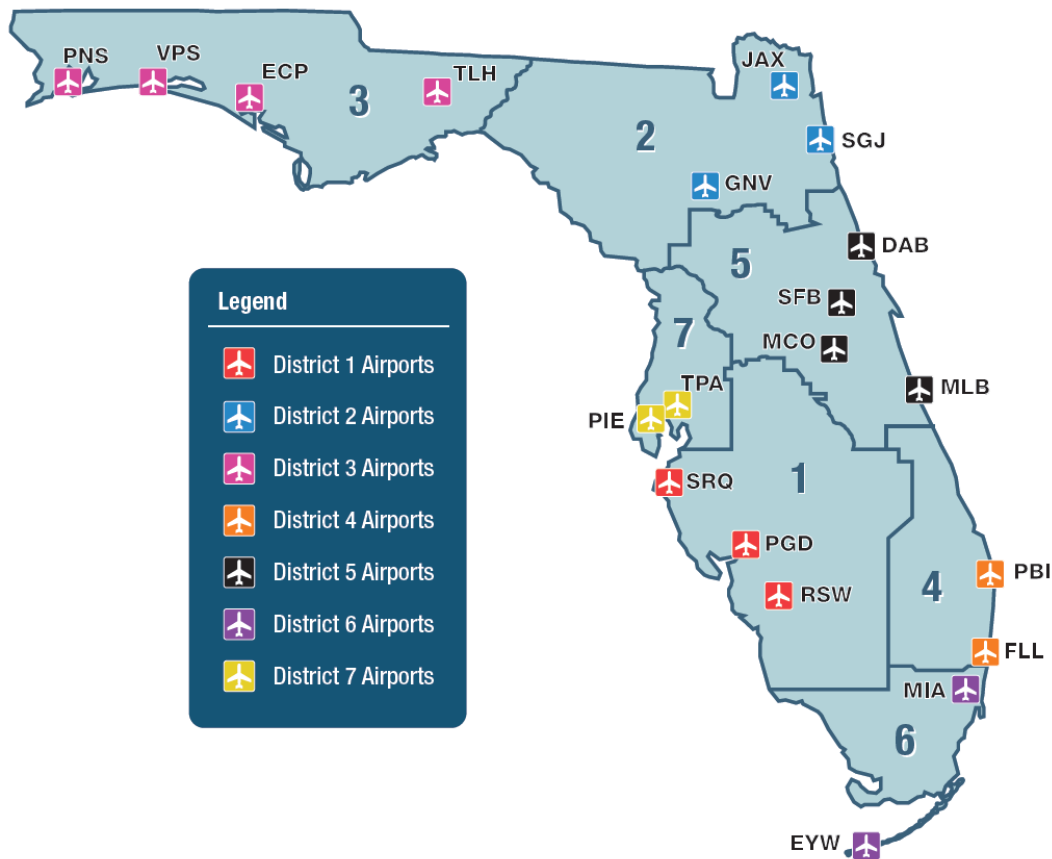 PNS
VPS
ECP
TLH
3
JAX
2
SGJ
GNV
5
DAB
SFB
MCO
MLB
7
TPA
PIE
SRQ
1
PGD
RSW
4
PBI
FLL
MIA
6
EYW
Legend
District 1 Airports
District 2 Airports
District 3 Airports
District 4 Airports
District 5 Airports
District 6 Airports
District 7 Airports